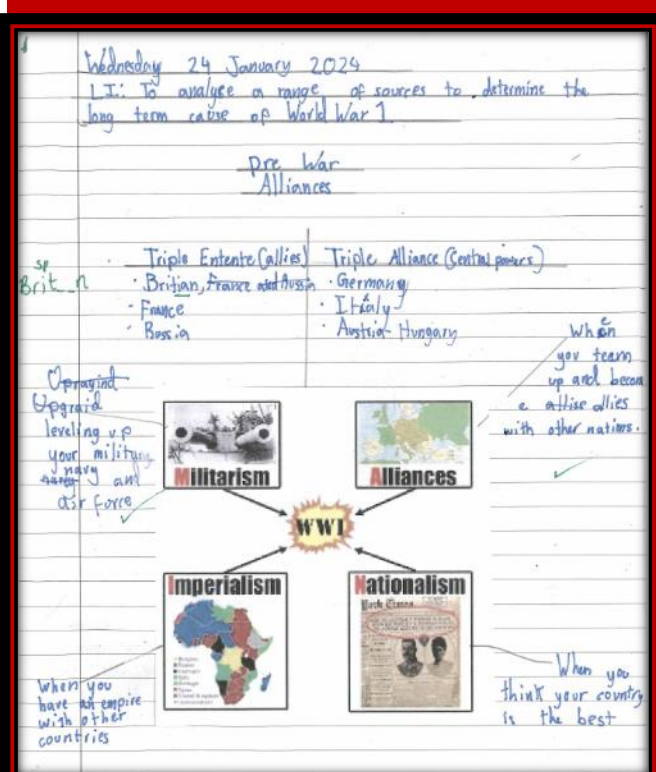 Wednesday 24 January 2024
L.I.: To analyse a range of sources to determine the
long term cause of World War 1.
Pre War
Alliances
Triple Entente (allies)
· Britian, France and Russia
· France
· Russia
Triple Alliance (Central powers)
· Germany
· Italy
· Austria-Hungary
sp
Brit_n
Upgraid
leveling up
your military
navy and
air force
When
you team
up and becom
e allise allies
with other nations.
Militarism
Alliances
WWI
Imperialism
Nationalism
When you
have an empire
with other
countries
When you
think your country
is the best